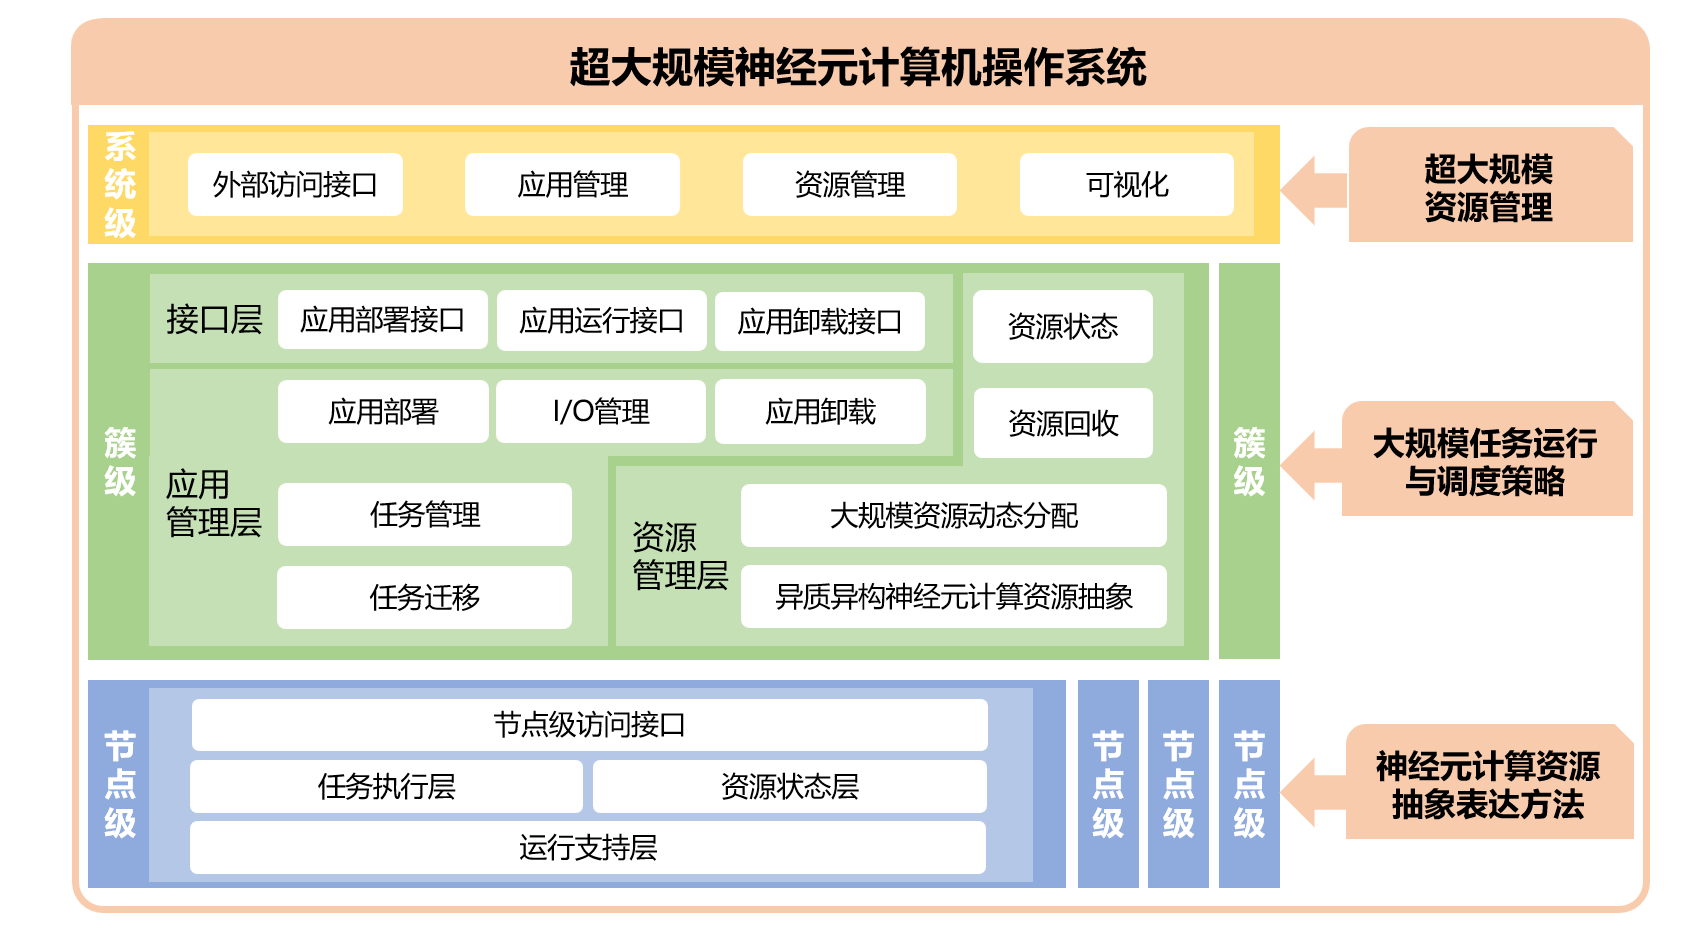 超大规模神经元计算机操作系统
系
统
级
外部访问接口
应用管理
资源管理
可视化
超大规模
资源管理
簇
级
接口层
应用部署接口
应用运行接口
应用卸载接口
资源状态
应用部署
I/O管理
应用卸载
资源回收
应用
管理层
任务管理
任务迁移
资源
管理层
大规模资源动态分配
异质异构神经元计算资源抽象
簇
级
大规模任务运行
与调度策略
节
点
级
节点级访问接口
任务执行层
资源状态层
运行支持层
节
点
级
节
点
级
节
点
级
神经元计算资源
抽象表达方法